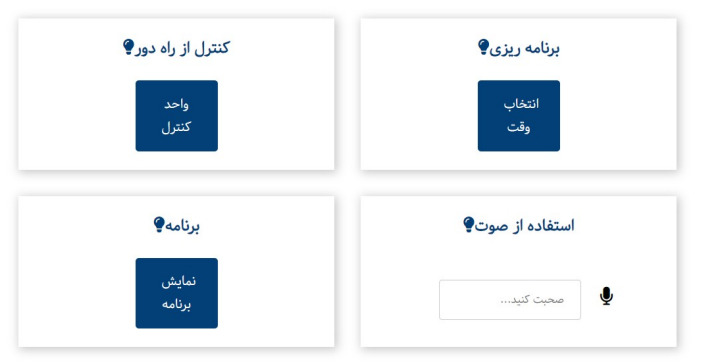 برنامه ریزی
انتخاب
وقت
کنترل از راه دور
واحد
کنترل
استفاده از صوت
صحبت کنید...
برنامه
نمایش
برنامه